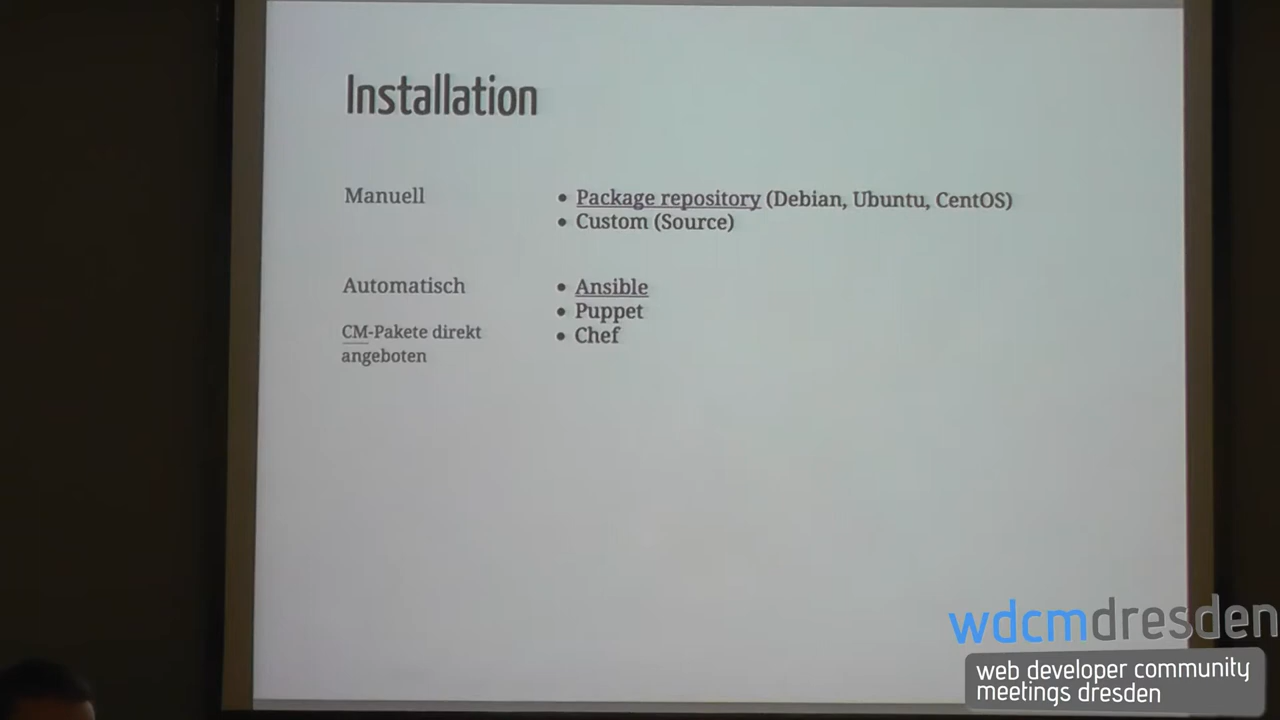 Installation
Manuell
• Package repository (Debian, Ubuntu, CentOS)
• Custom (Source)
Automatisch
CM-Pakete direkt
angeboten
• Ansible
• Puppet
• Chef
wdcmdresden
web developer community
meetings dresden